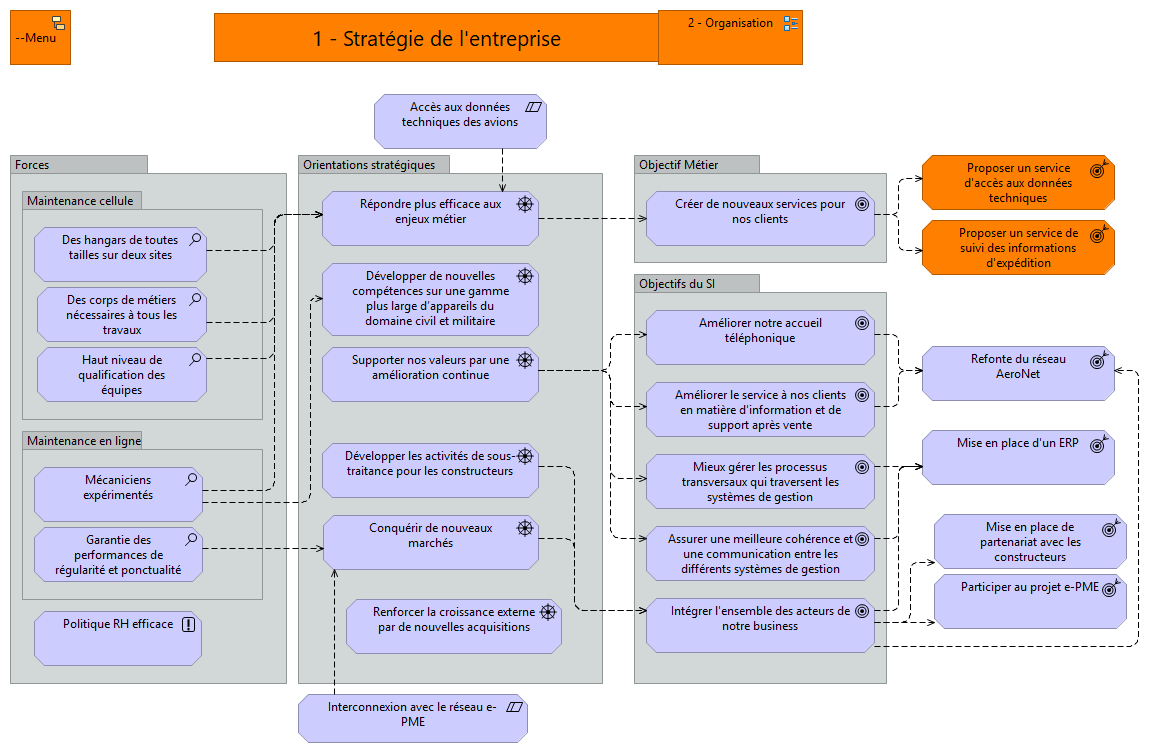 --Menu
1 - Stratégie de l'entreprise
2 - Organisation
Accès aux données
techniques des avions
Forces
Maintenance cellule
Des hangars de toutes
tailles sur deux sites
Des corps de métiers
nécessaires à tous les
travaux
Haut niveau de
qualification des
équipes
Maintenance en ligne
Mécaniciens
expérimentés
Garantie des
performances de
régularité et ponctualité
Politique RH efficace
Orientations stratégiques
Répondre plus efficace aux
enjeux métier
Développer de nouvelles
compétences sur une gamme
plus large d'appareils du
domaine civil et militaire
Supporter nos valeurs par une
amélioration continue
Développer les activités de sous-
traitance pour les constructeurs
Conquérir de nouveaux
marchés
Renforcer la croissance externe
par de nouvelles acquisitions
Interconnexion avec le réseau e-
PME
Objectif Métier
Créer de nouveaux services pour
nos clients
Objectifs du SI
Améliorer notre accueil
téléphonique
Améliorer le service à nos clients
en matière d'information et de
support après vente
Mieux gérer les processus
transversaux qui traversent les
systèmes de gestion
Assurer une meilleure cohérence et
une communication entre les
différents systèmes de gestion
Intégrer l'ensemble des acteurs de
notre business
Proposer un service
d'accès aux données
techniques
Proposer un service de
suivi des informations
d'expédition
Refonte du réseau
AeroNet
Mise en place d'un ERP
Mise en place de
partenariat avec les
constructeurs
Participer au projet e-PME